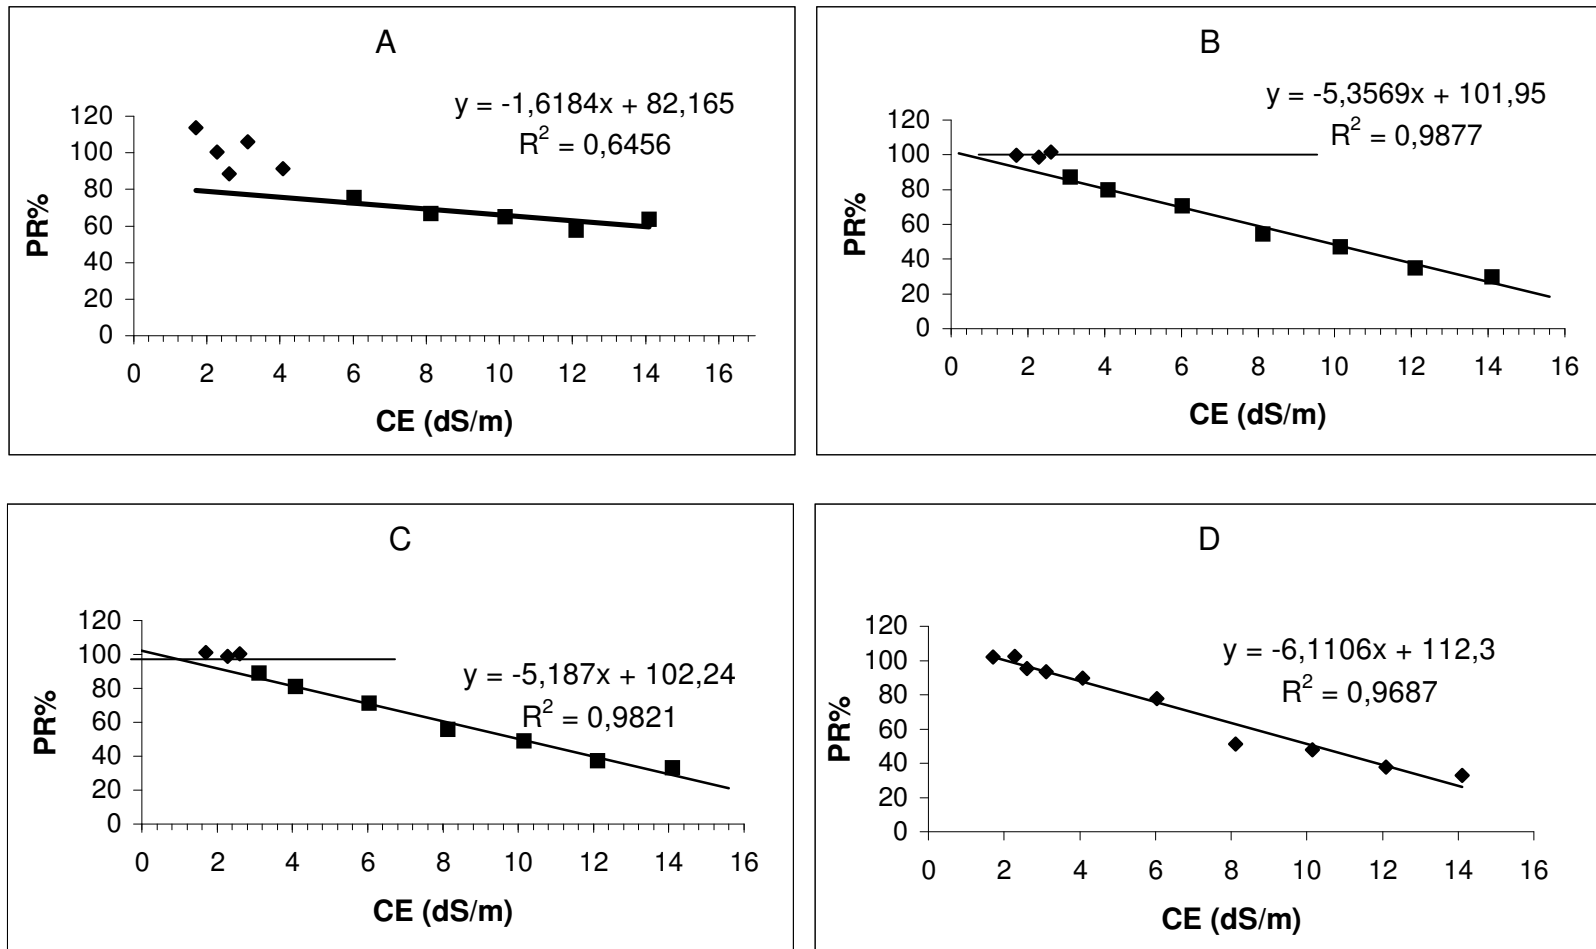 A
y = -1,6184x + 82,165
R² = 0,6456
120
100
80
60
40
20
0
PR%
0 2 4 6 8 10 12 14 16
CE (dS/m)
B
y = -5,3569x + 101,95
R² = 0,9877
120
100
80
60
40
20
0
PR%
0 2 4 6 8 10 12 14 16
CE (dS/m)
C
y = -5,187x + 102,24
R² = 0,9821
120
100
80
60
40
20
0
PR%
0 2 4 6 8 10 12 14 16
CE (dS/m)
D
y = -6,1106x + 112,3
R² = 0,9687
120
100
80
60
40
20
0
PR%
0 2 4 6 8 10 12 14 16
CE (dS/m)